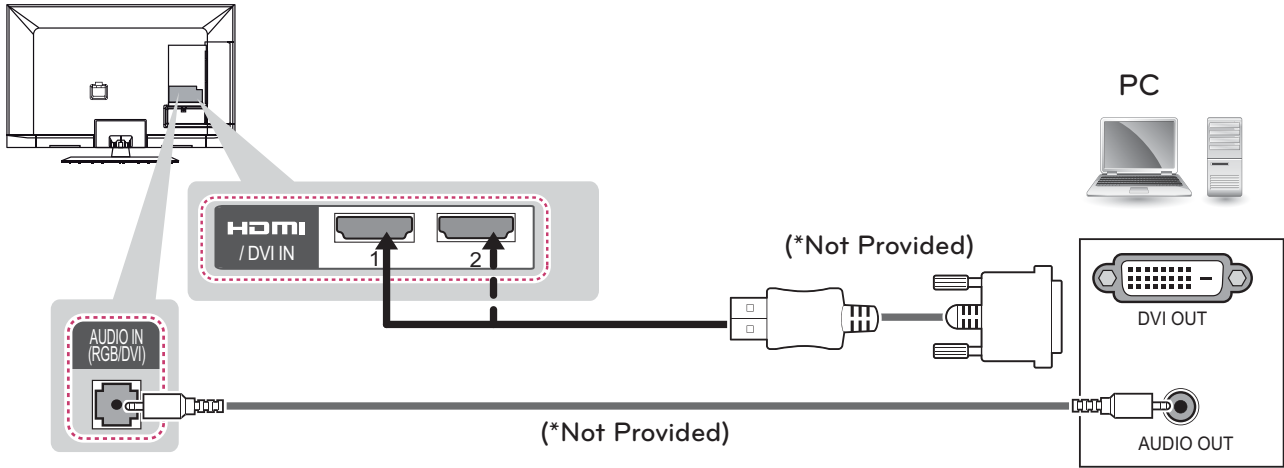 PC
HDMI
/ DVI IN
1
2
(*Not Provided)
DVI OUT
AUDIO IN
(RGB/DVI)
(*Not Provided)
AUDIO OUT